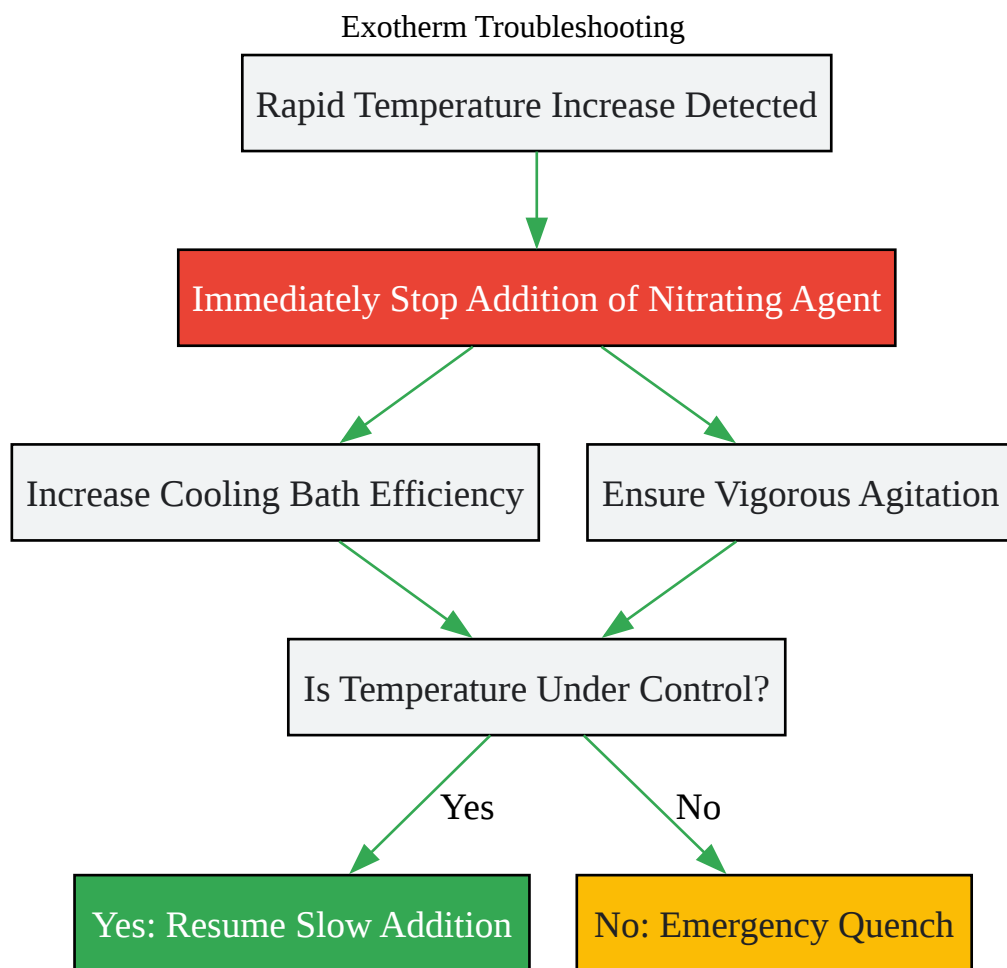 Exotherm Troubleshooting
Rapid Temperature Increase Detected
Immediately Stop Addition of Nitrating Agent
Increase Cooling Bath Efficiency
Ensure Vigorous Agitation
Is Temperature Under Control?
Yes
No
Yes: Resume Slow Addition
No: Emergency Quench